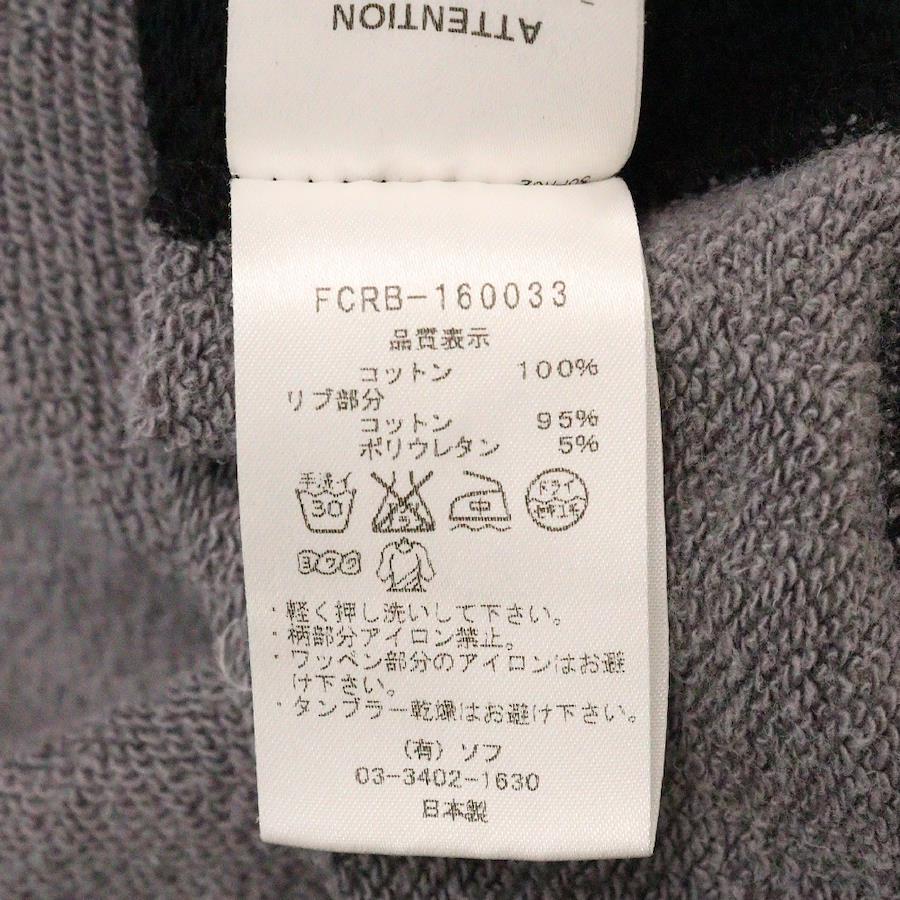 ATTENTION
FCRB-160033
品質表示
コットン 100%
リブ部分
コットン 95%
ポリウレタン 5%
手洗イ 30 中 ドライ セキユ系
ヨワク
・軽く押し洗いして下さい。
・柄部分アイロン禁止。
・ワッペン部分のアイロンはお避
け下さい。
・タンブラー乾燥はお避け下さい。
(有)ソフ
03-3402-1630
日本製